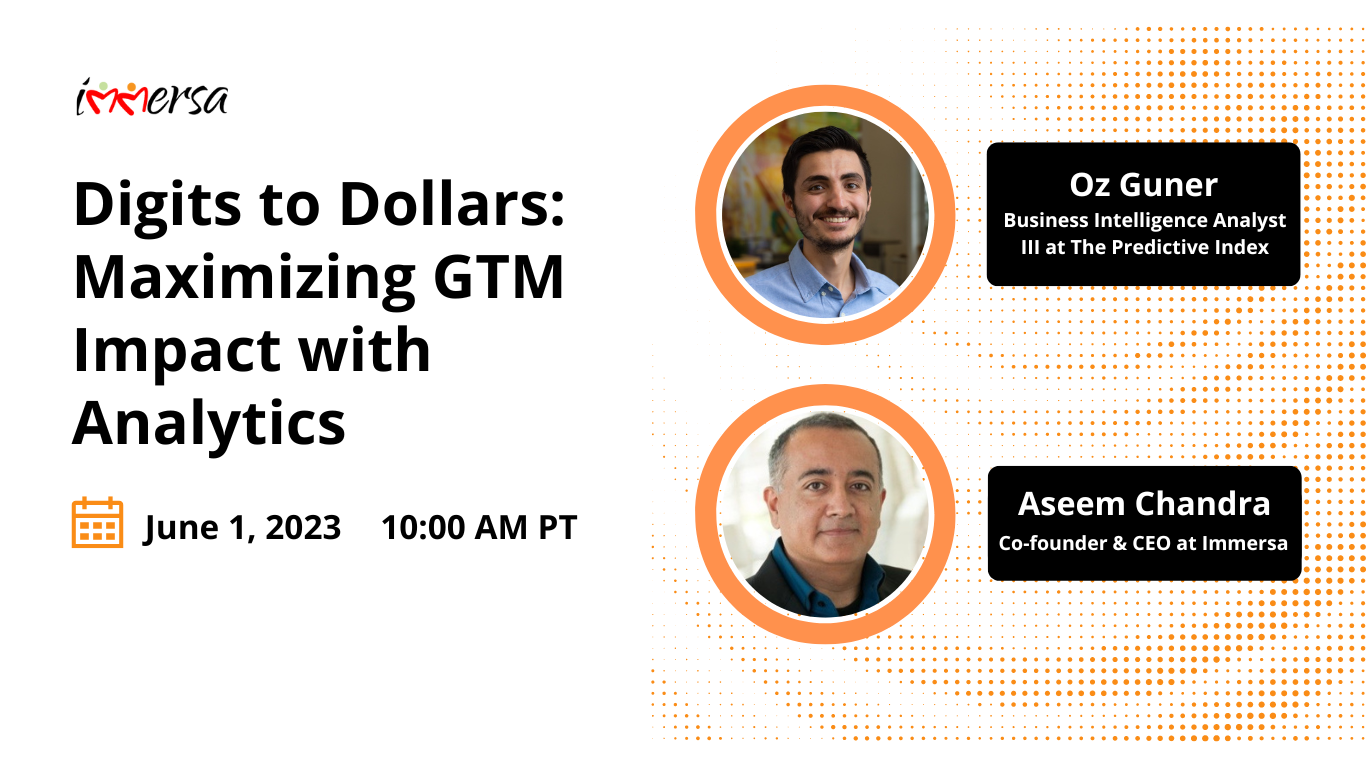 immersa
Digits to Dollars:
Maximizing GTM
Impact with
Analytics
June 1, 2023 10:00 AM PT
Oz Guner
Business Intelligence Analyst
III at The Predictive Index
Aseem Chandra
Co-founder & CEO at Immersa